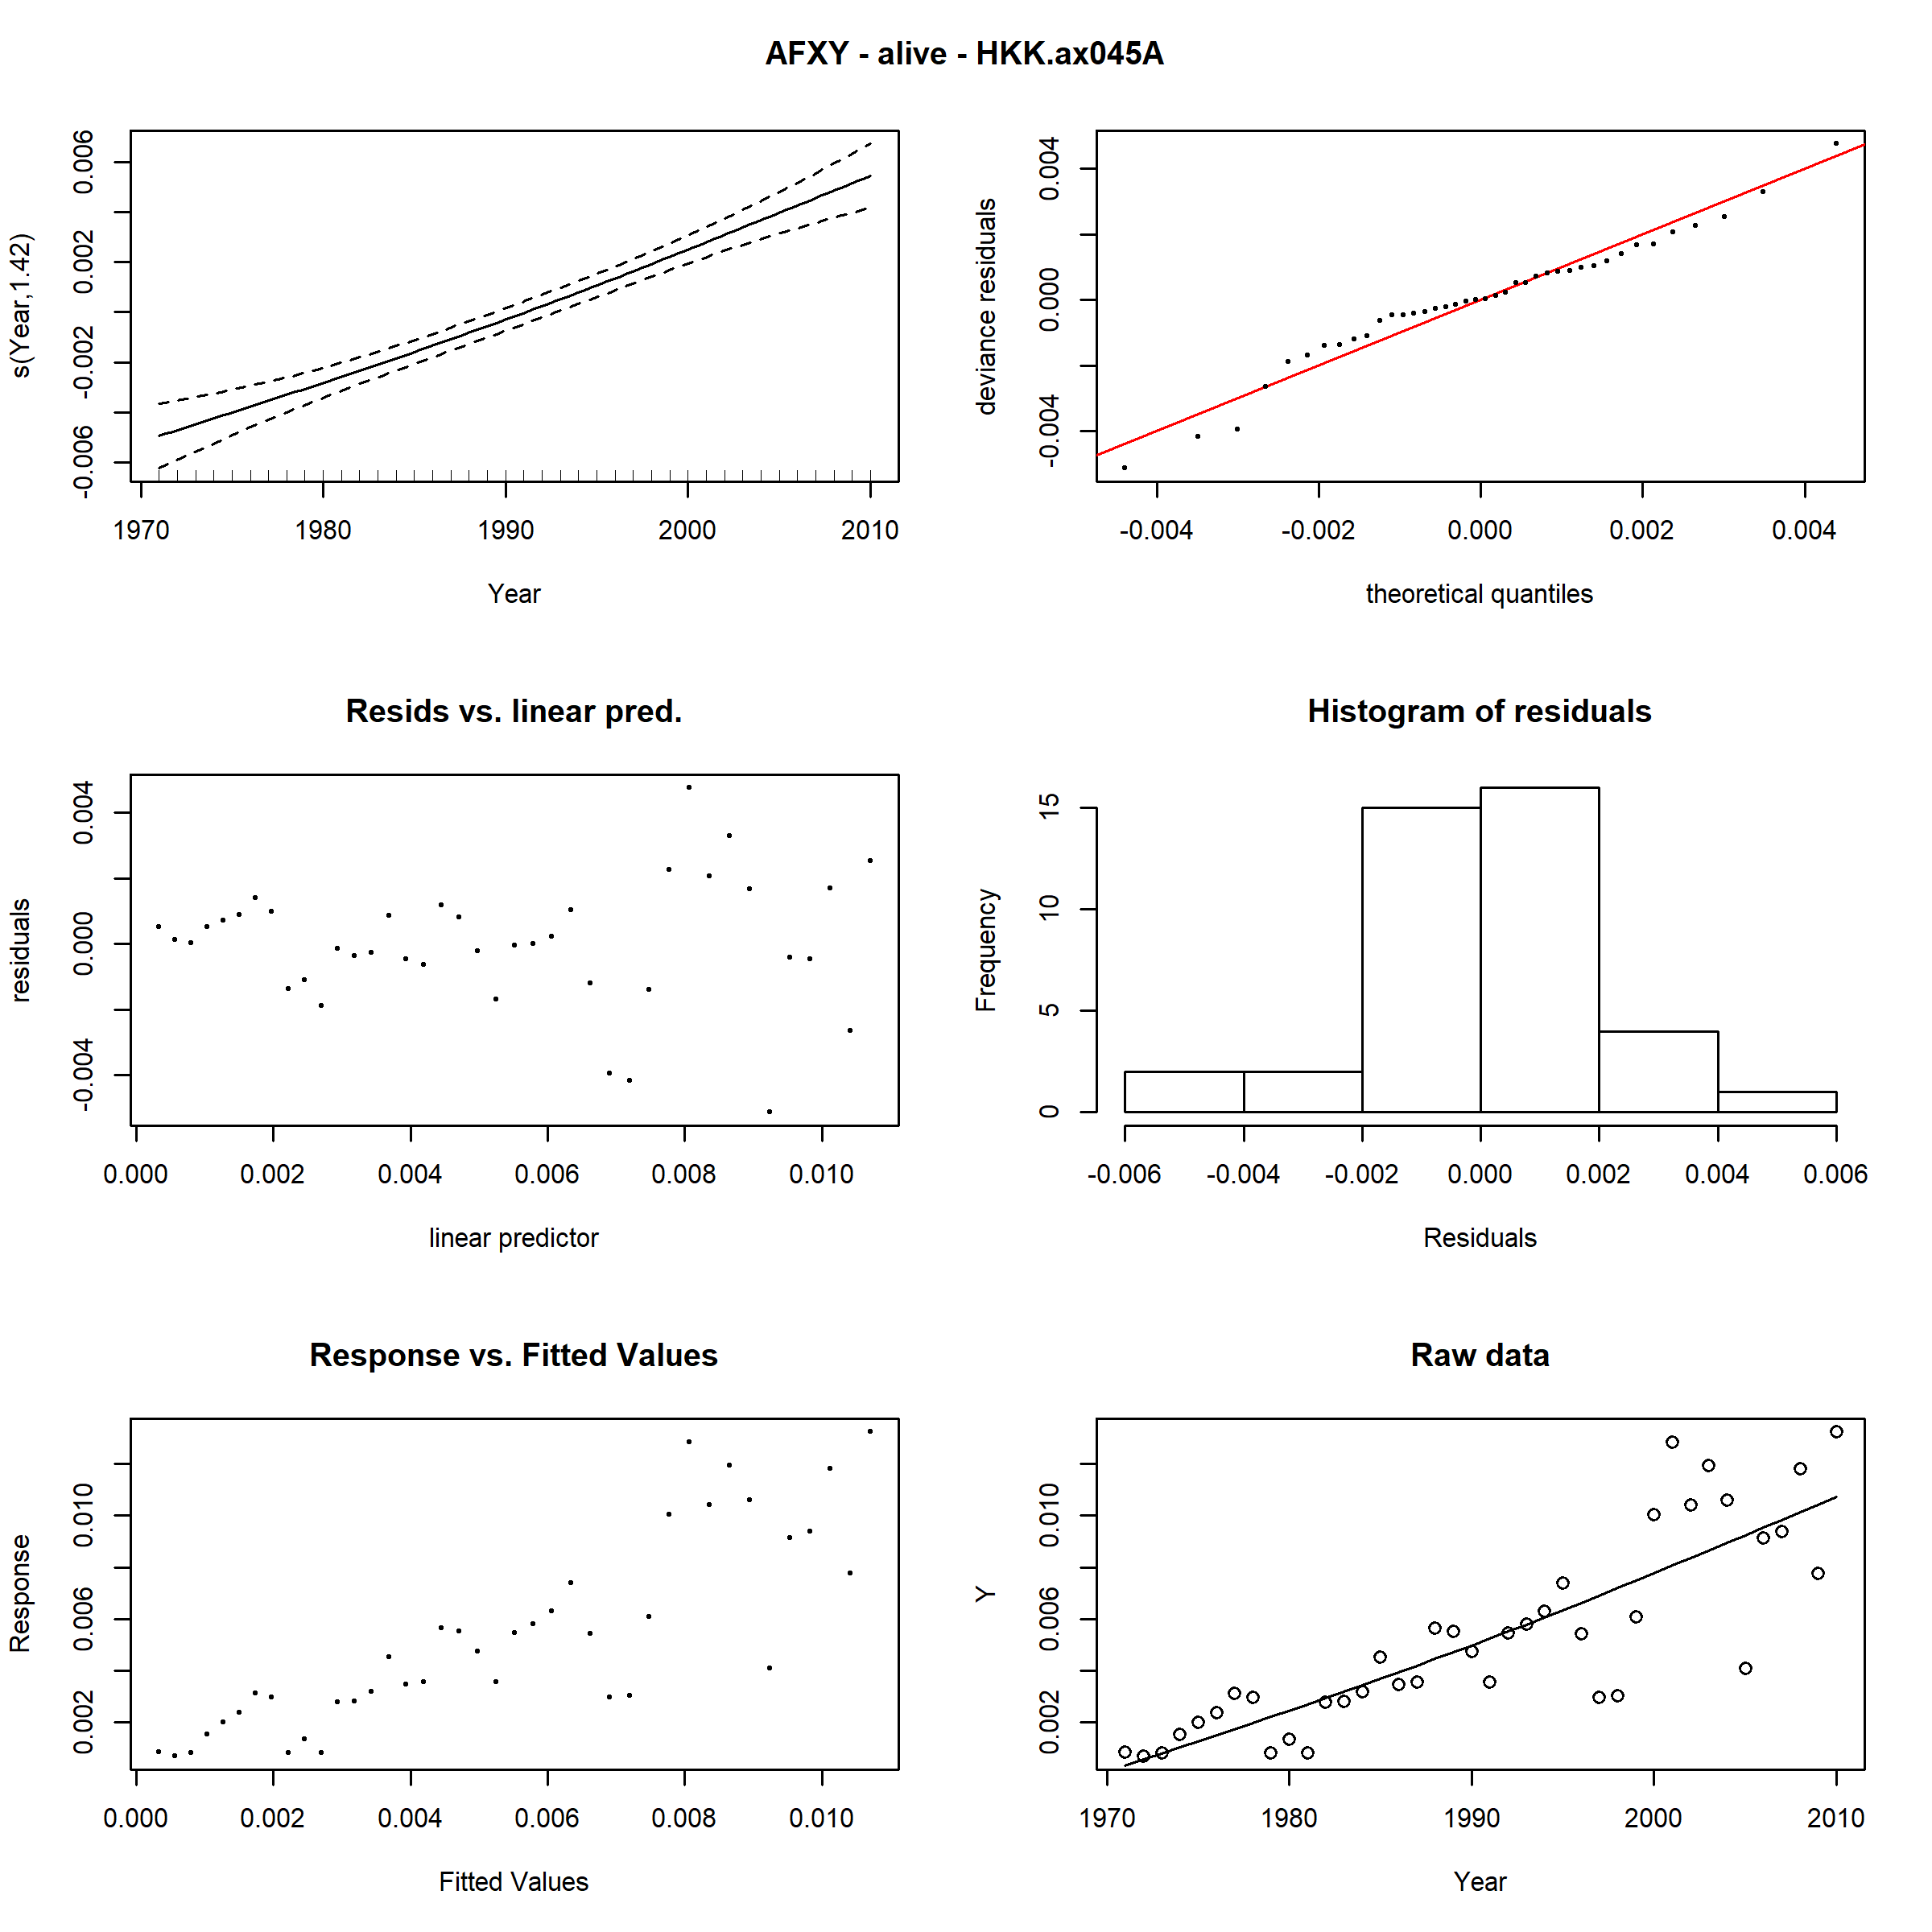 AFXY - alive - HKK.ax045A
s(Year,1.42)
-0.006 -0.002 0.002 0.006
1970 1980 1990 2000 2010
Year
deviance residuals
-0.004 0.000 0.004
-0.004 -0.002 0.000 0.002 0.004
theoretical quantiles
Resids vs. linear pred.
residuals
-0.004 0.000 0.004
0.000 0.002 0.004 0.006 0.008 0.010
linear predictor
Histogram of residuals
Frequency
0 5 10 15
-0.006 -0.004 -0.002 0.000 0.002 0.004 0.006
Residuals
Response vs. Fitted Values
Response
0.002 0.006 0.010
0.000 0.002 0.004 0.006 0.008 0.010
Fitted Values
Raw data
Y
0.002 0.006 0.010
1970 1980 1990 2000 2010
Year